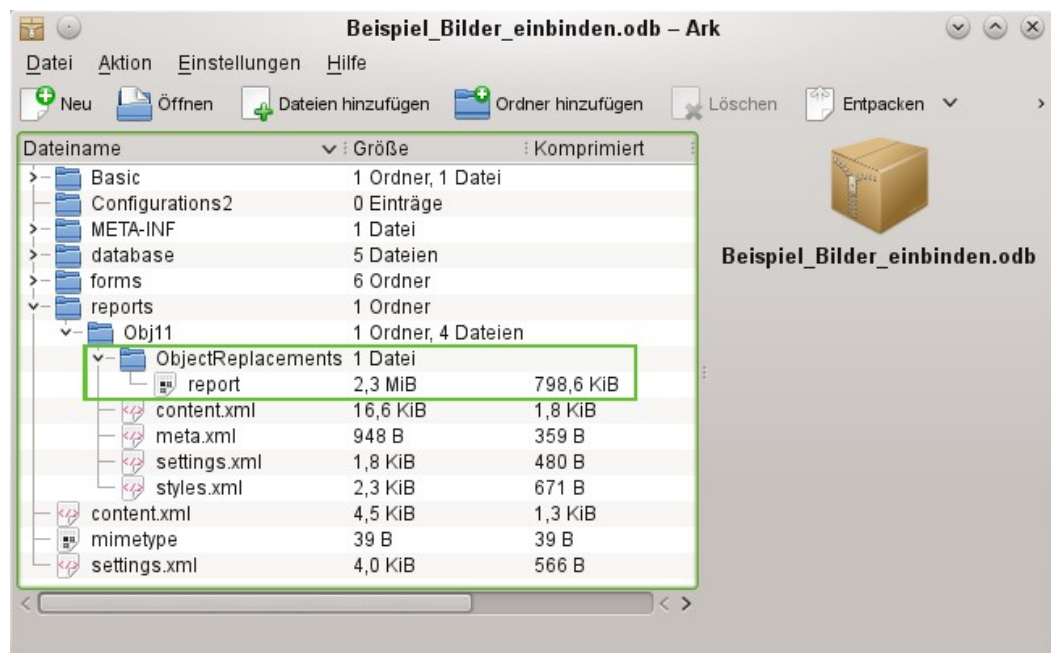 Beispiel_Bilder_einbinden.odb – Ark
Datei Aktion Einstellungen Hilfe
Neu Öffnen Dateien hinzufügen Ordner hinzufügen Löschen Entpacken
Dateiname Größe Komprimiert
Basic 1 Ordner, 1 Datei
Configurations2 0 Einträge
META-INF 1 Datei
database 5 Dateien
forms 6 Ordner
reports 1 Ordner
Obj11 1 Ordner, 4 Dateien
ObjectReplacements 1 Datei
report 2,3 MiB 798,6 KiB
content.xml 16,6 KiB 1,8 KiB
meta.xml 948 B 359 B
settings.xml 1,8 KiB 480 B
styles.xml 2,3 KiB 671 B
content.xml 4,5 KiB 1,3 KiB
mimetype 39 B 39 B
settings.xml 4,0 KiB 566 B
Beispiel_Bilder_einbinden.odb